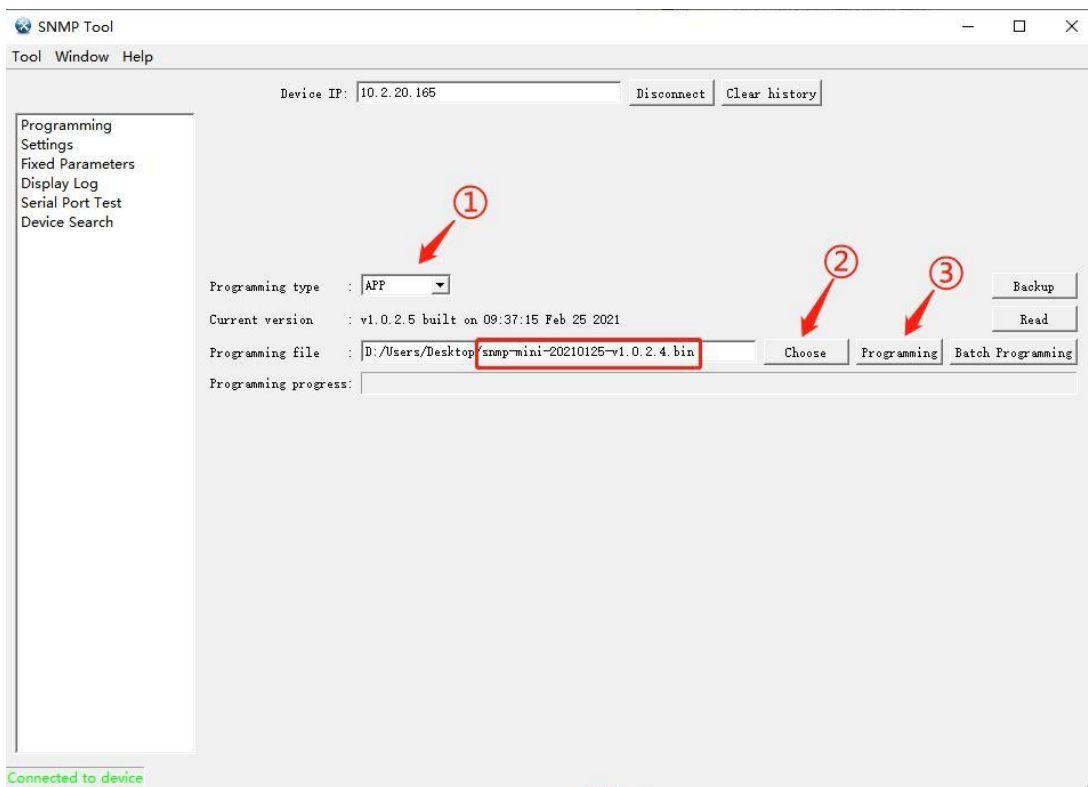 SNMP Tool
Tool Window Help
Device IP: 10.2.20.165 Disconnect Clear history
Programming
Settings
Fixed Parameters
Display Log
Serial Port Test
Device Search
①
②
③
Programming type : APP Backup
Current version : v1.0.2.5 built on 09:37:15 Feb 25 2021 Read
Programming file : D:/Users/Desktop/snmp-mini-20210125-v1.0.2.4.bin Choose Programming Batch Programming
Programming progress:
Connected to device